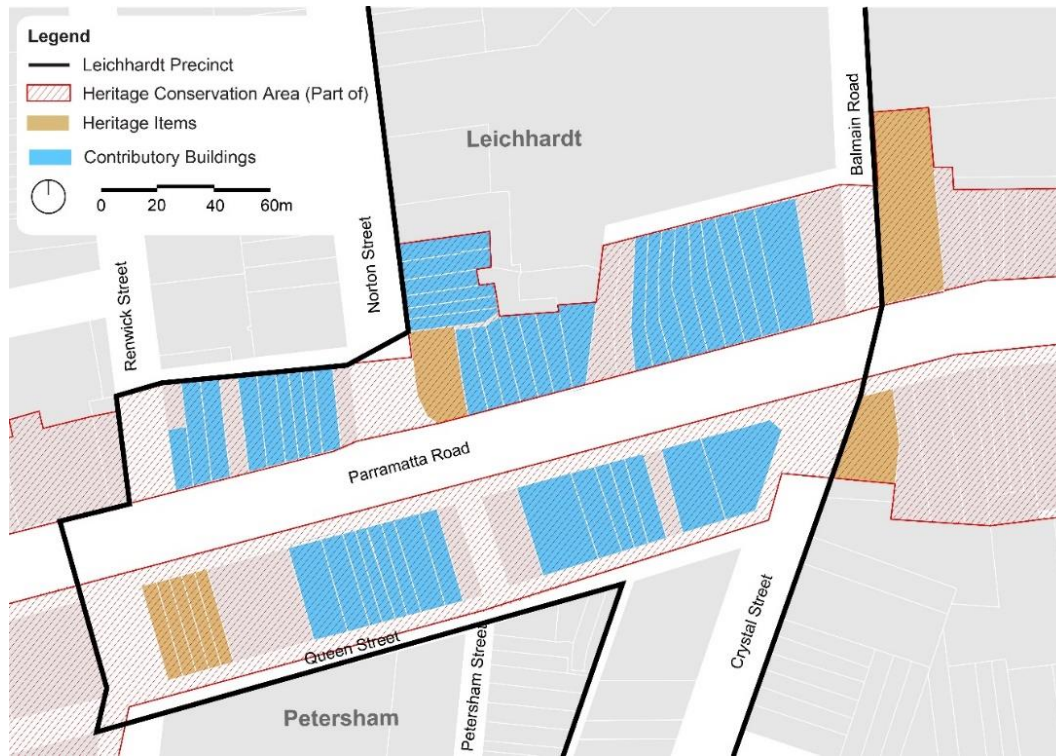 Legend
Leichhardt Precinct
Heritage Conservation Area (Part of)
Heritage Items
Contributory Buildings
0 20 40 60m
Leichhardt
Balmain Road
Norton Street
Renwick Street
Parramatta Road
Queen Street
Petersham Street
Crystal Street
Petersham